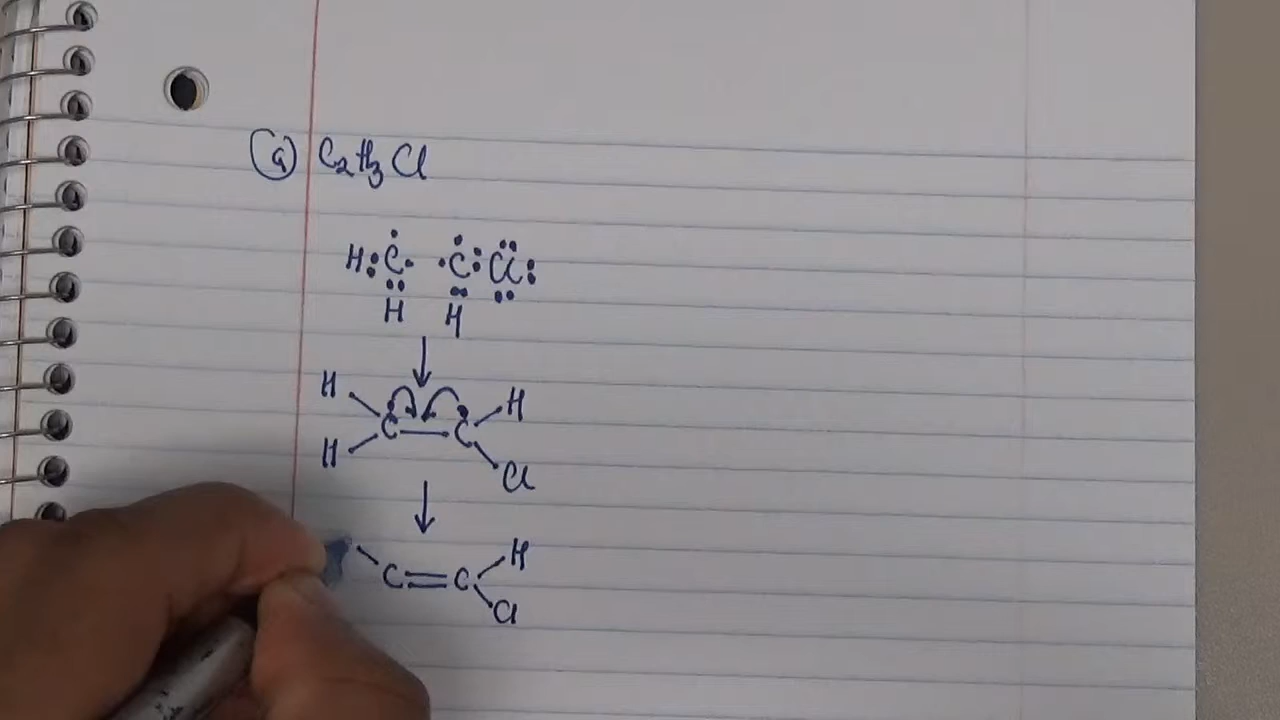 (a) C₂H₃Cl
H : C · · C : Cl :
H H
H H
C — C
H Cl
C = C H
Cl